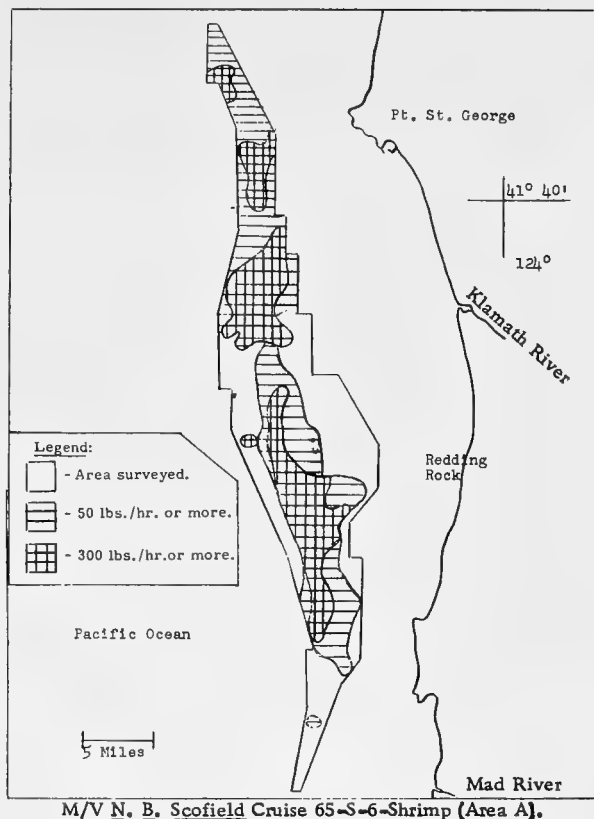 Pt. St. George
41° 40'
124°
Klamath River
Legend:
- Area surveyed.
- 50 lbs./hr. or more.
- 300 lbs./hr.or more.
Redding
Rock
Pacific Ocean
5 Miles
Mad River
M/V N. B. Scofield Cruise 65-S-6-Shrimp (Area A).